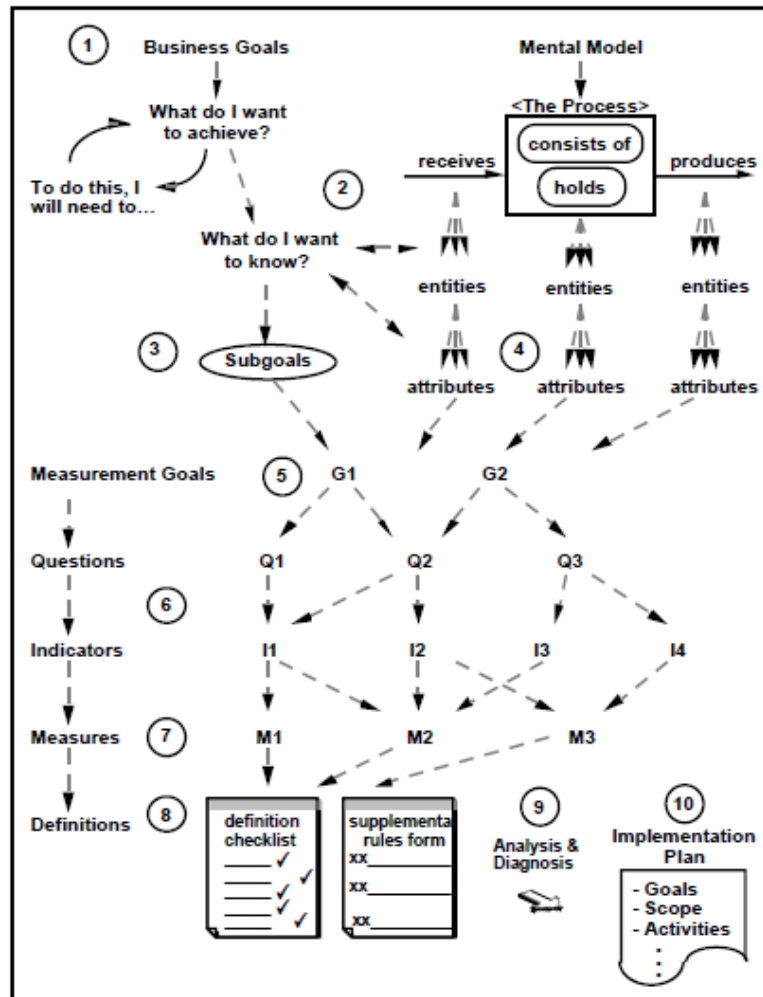 1
Business Goals
Mental Model
What do I want
to achieve?
<The Process>
consists of
receives
produces
holds
To do this, I
will need to...
2
What do I want
to know?
entities
entities
entities
3
Subgoals
4
attributes
attributes
attributes
Measurement Goals
5
G1
G2
Questions
Q1
Q2
Q3
6
Indicators
I1
I2
I3
I4
Measures
7
M1
M2
M3
Definitions
8
definition
checklist
supplementa
rules form
xx
xx
xx
9
Analysis &
Diagnosis
10
Implementation
Plan
- Goals
- Scope
- Activities